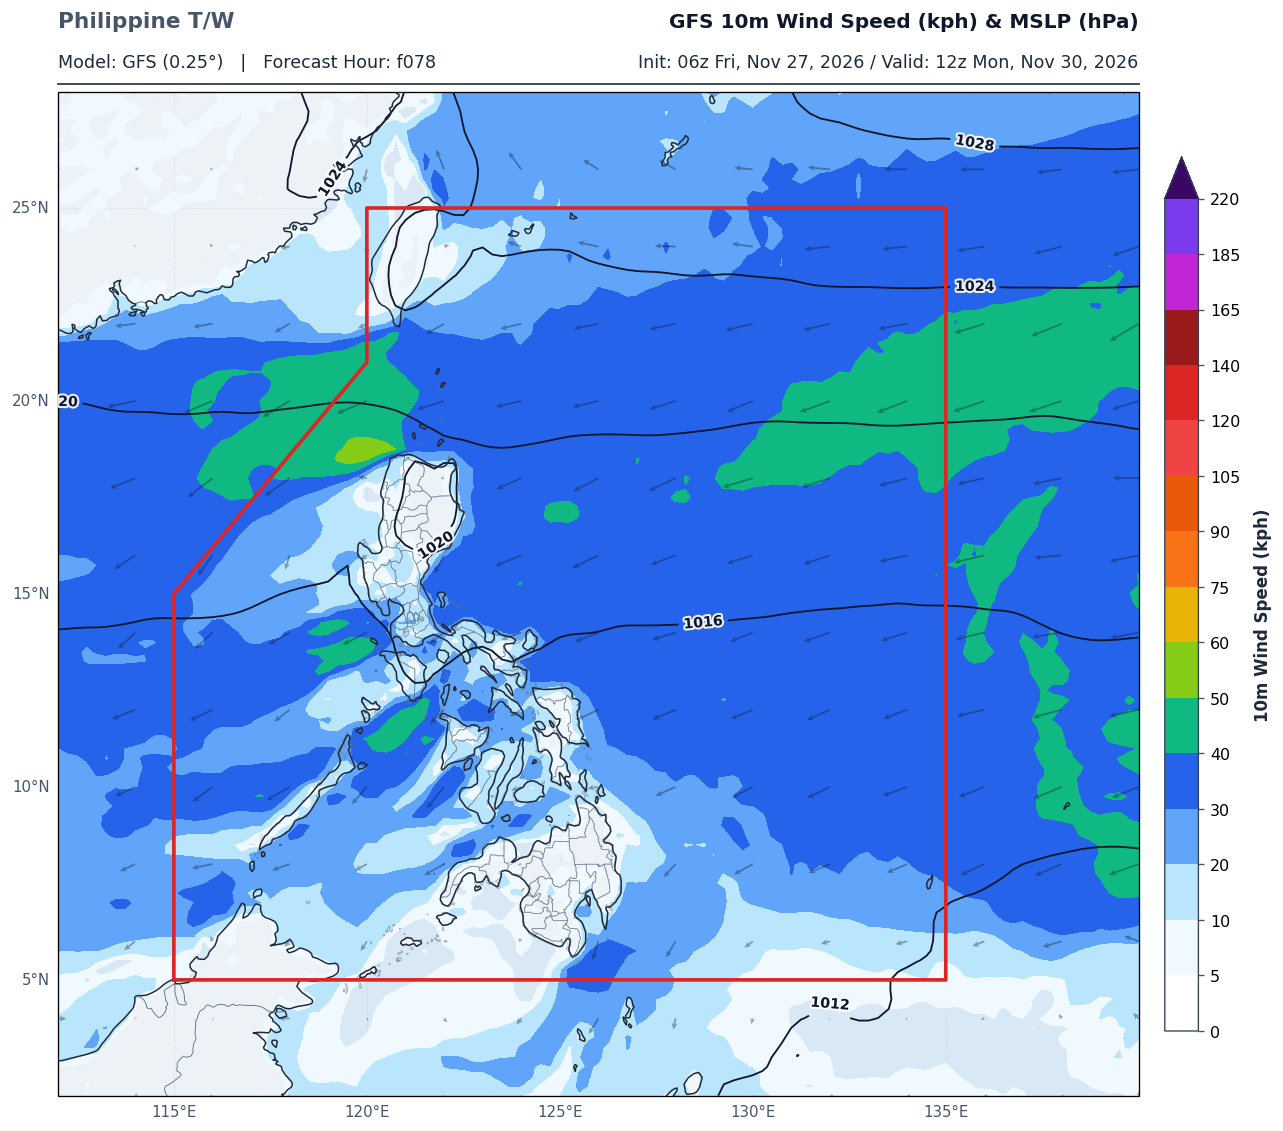 Philippine T/W
GFS 10m Wind Speed (kph) & MSLP (hPa)
Model: GFS (0.25°) | Forecast Hour: f078
Init: 06z Fri, Nov 27, 2026 / Valid: 12z Mon, Nov 30, 2026
1028
1024
1024
20
1020
1016
1012
25°N
20°N
15°N
10°N
5°N
115°E
120°E
125°E
130°E
135°E
220
185
165
140
120
105
90
75
60
50
40
30
20
10
5
0
10m Wind Speed (kph)